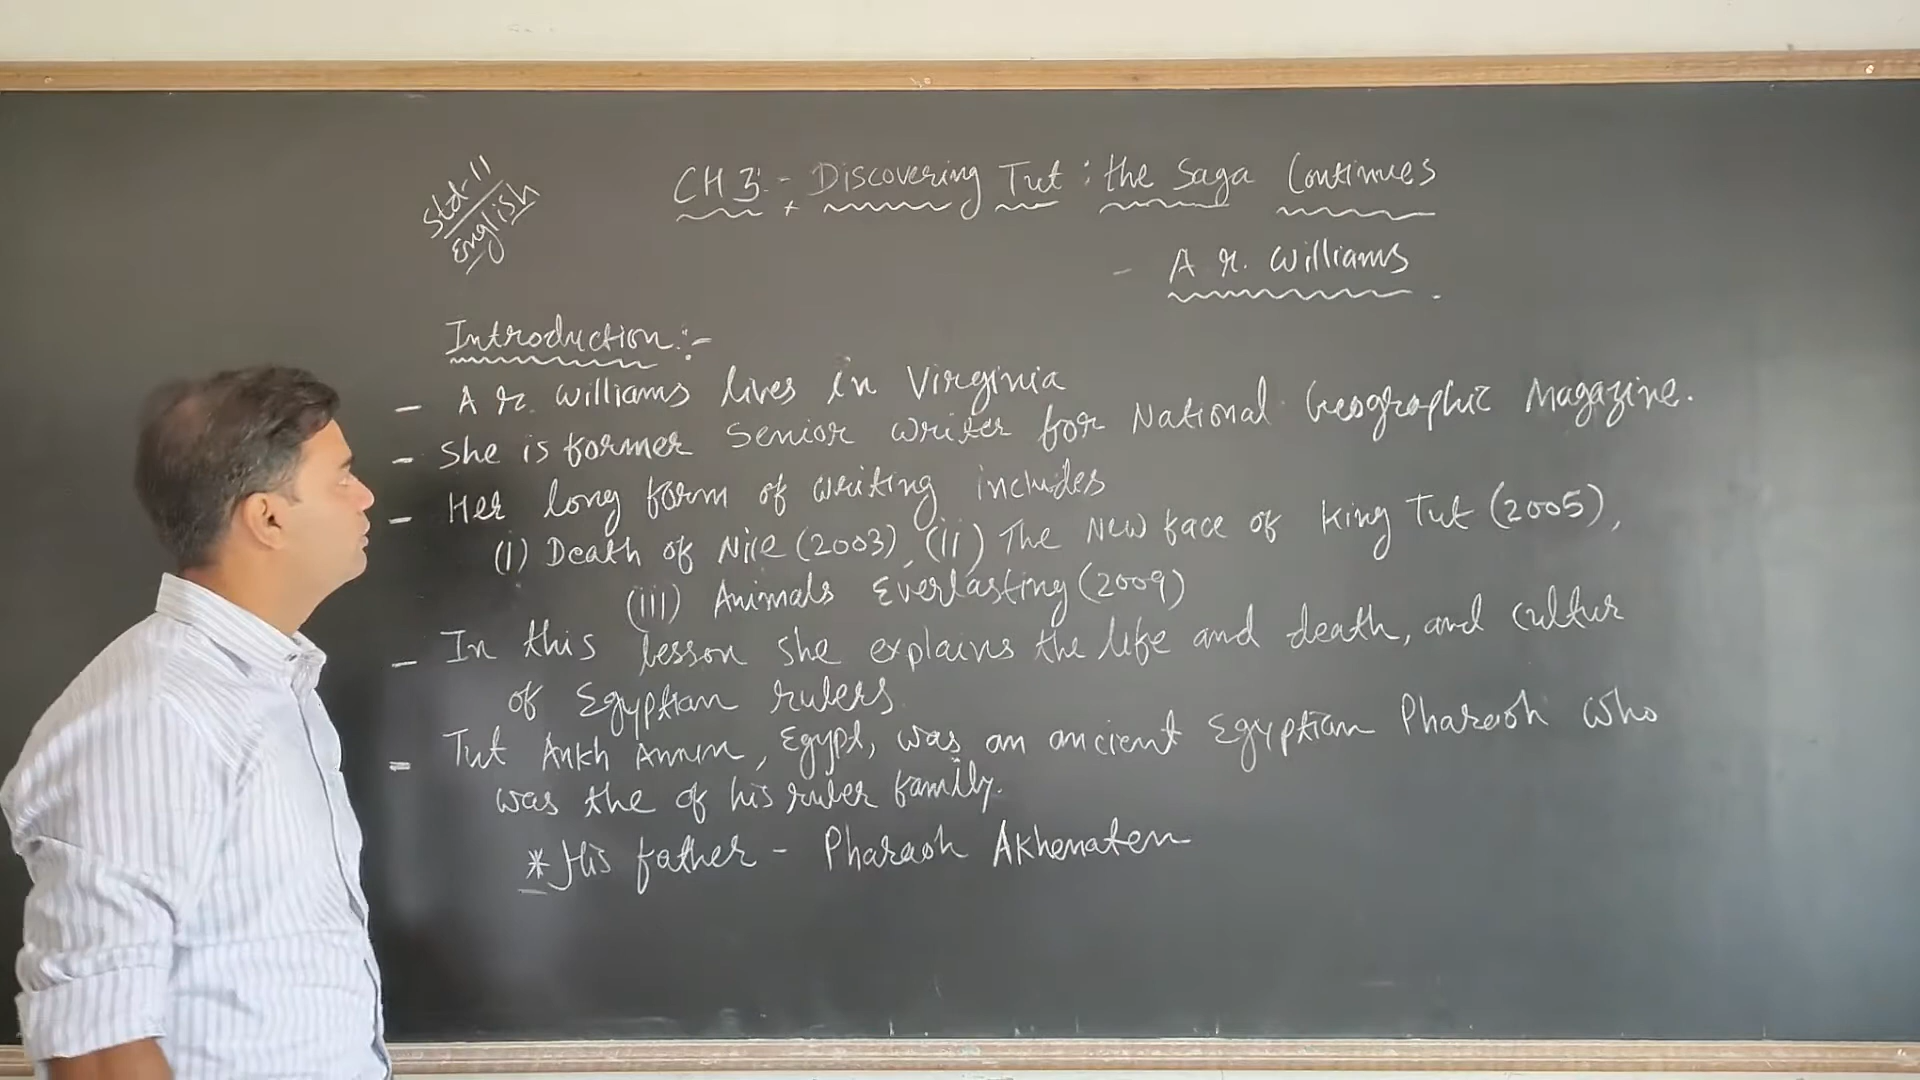 Std-11
English
CH 3 - Discovering Tut : the Saga Continues
- A R. Williams
Introduction :-
- A R. Williams lives in Virginia
- She is former Senior writer for National Geographic Magazine.
- Her long form of writing includes
(i) Death of Nile (2003), (ii) The New face of King Tut (2005),
(iii) Animals Everlasting (2009)
- In this lesson she explains the life and death, and cultur
of Egyptian rulers
- Tut Ankh Amun, Egypt, was an ancient Egyptian Pharaoh who
was the of his ruler family.
* His father - Pharaoh Akhenaten